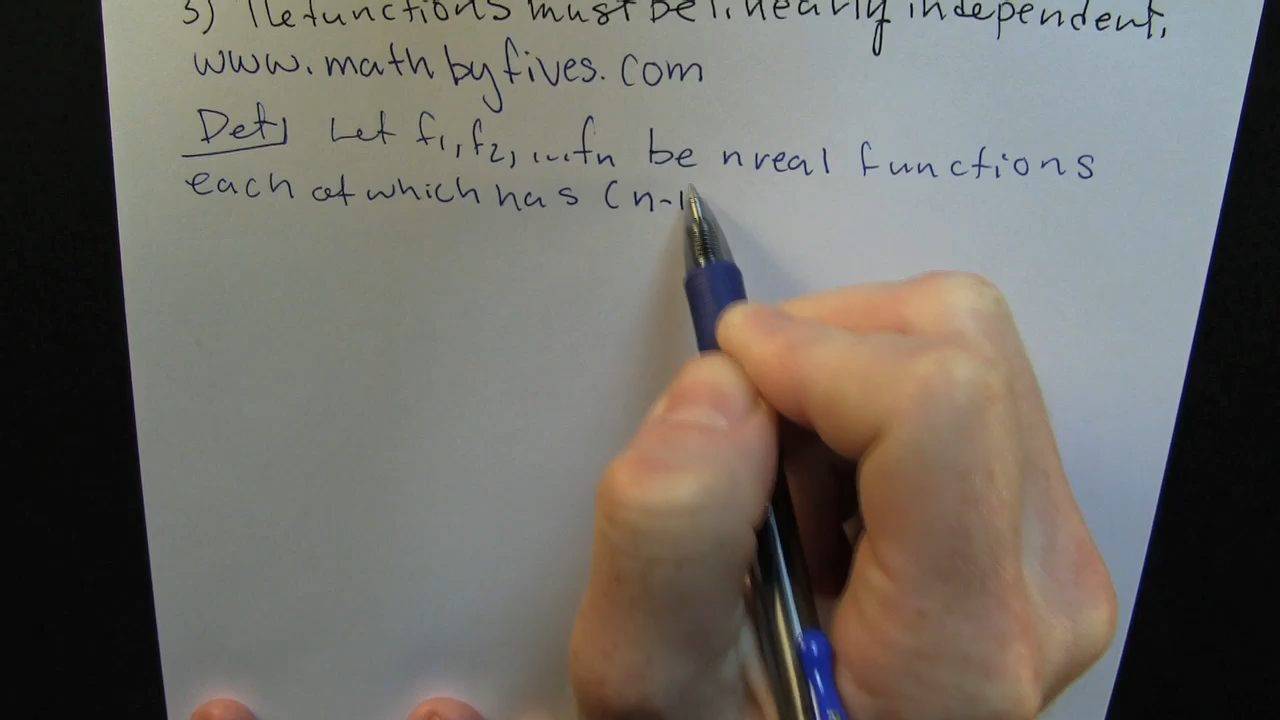 3) The functions must be linearly independent.
www.mathbyfives.com
Def) Let f1, f2, ... fn be n real functions
each of which has (n-1